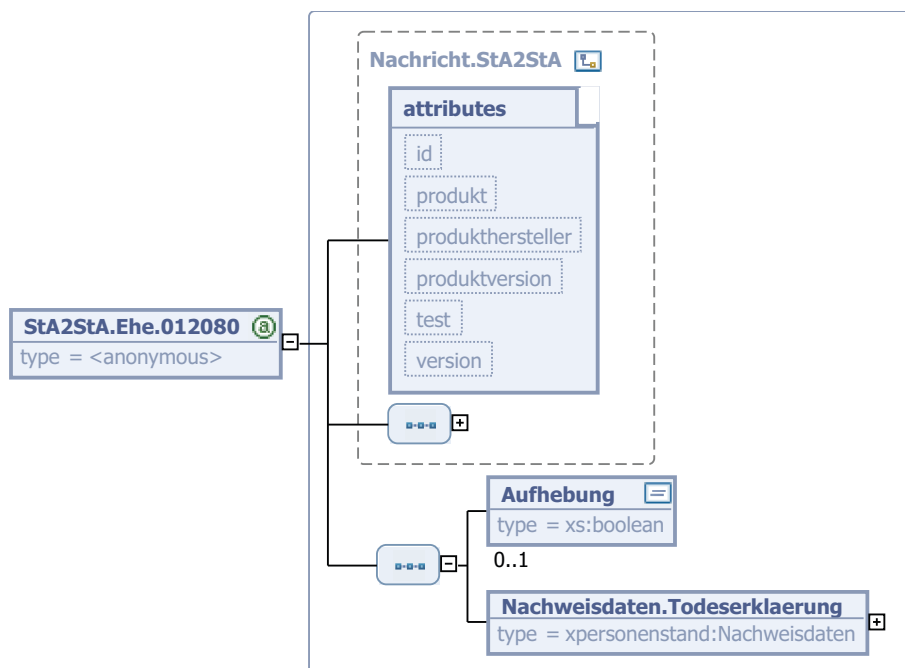 Nachricht.StA2StA
attributes
id
produkt
produkthersteller
produktversion
test
version
StA2StA.Ehe.012080 @
type = <anonymous>
Aufhebung
type = xs:boolean
0..1
Nachweisdaten.Todeserklaerung
type = xpersonenstand:Nachweisdaten